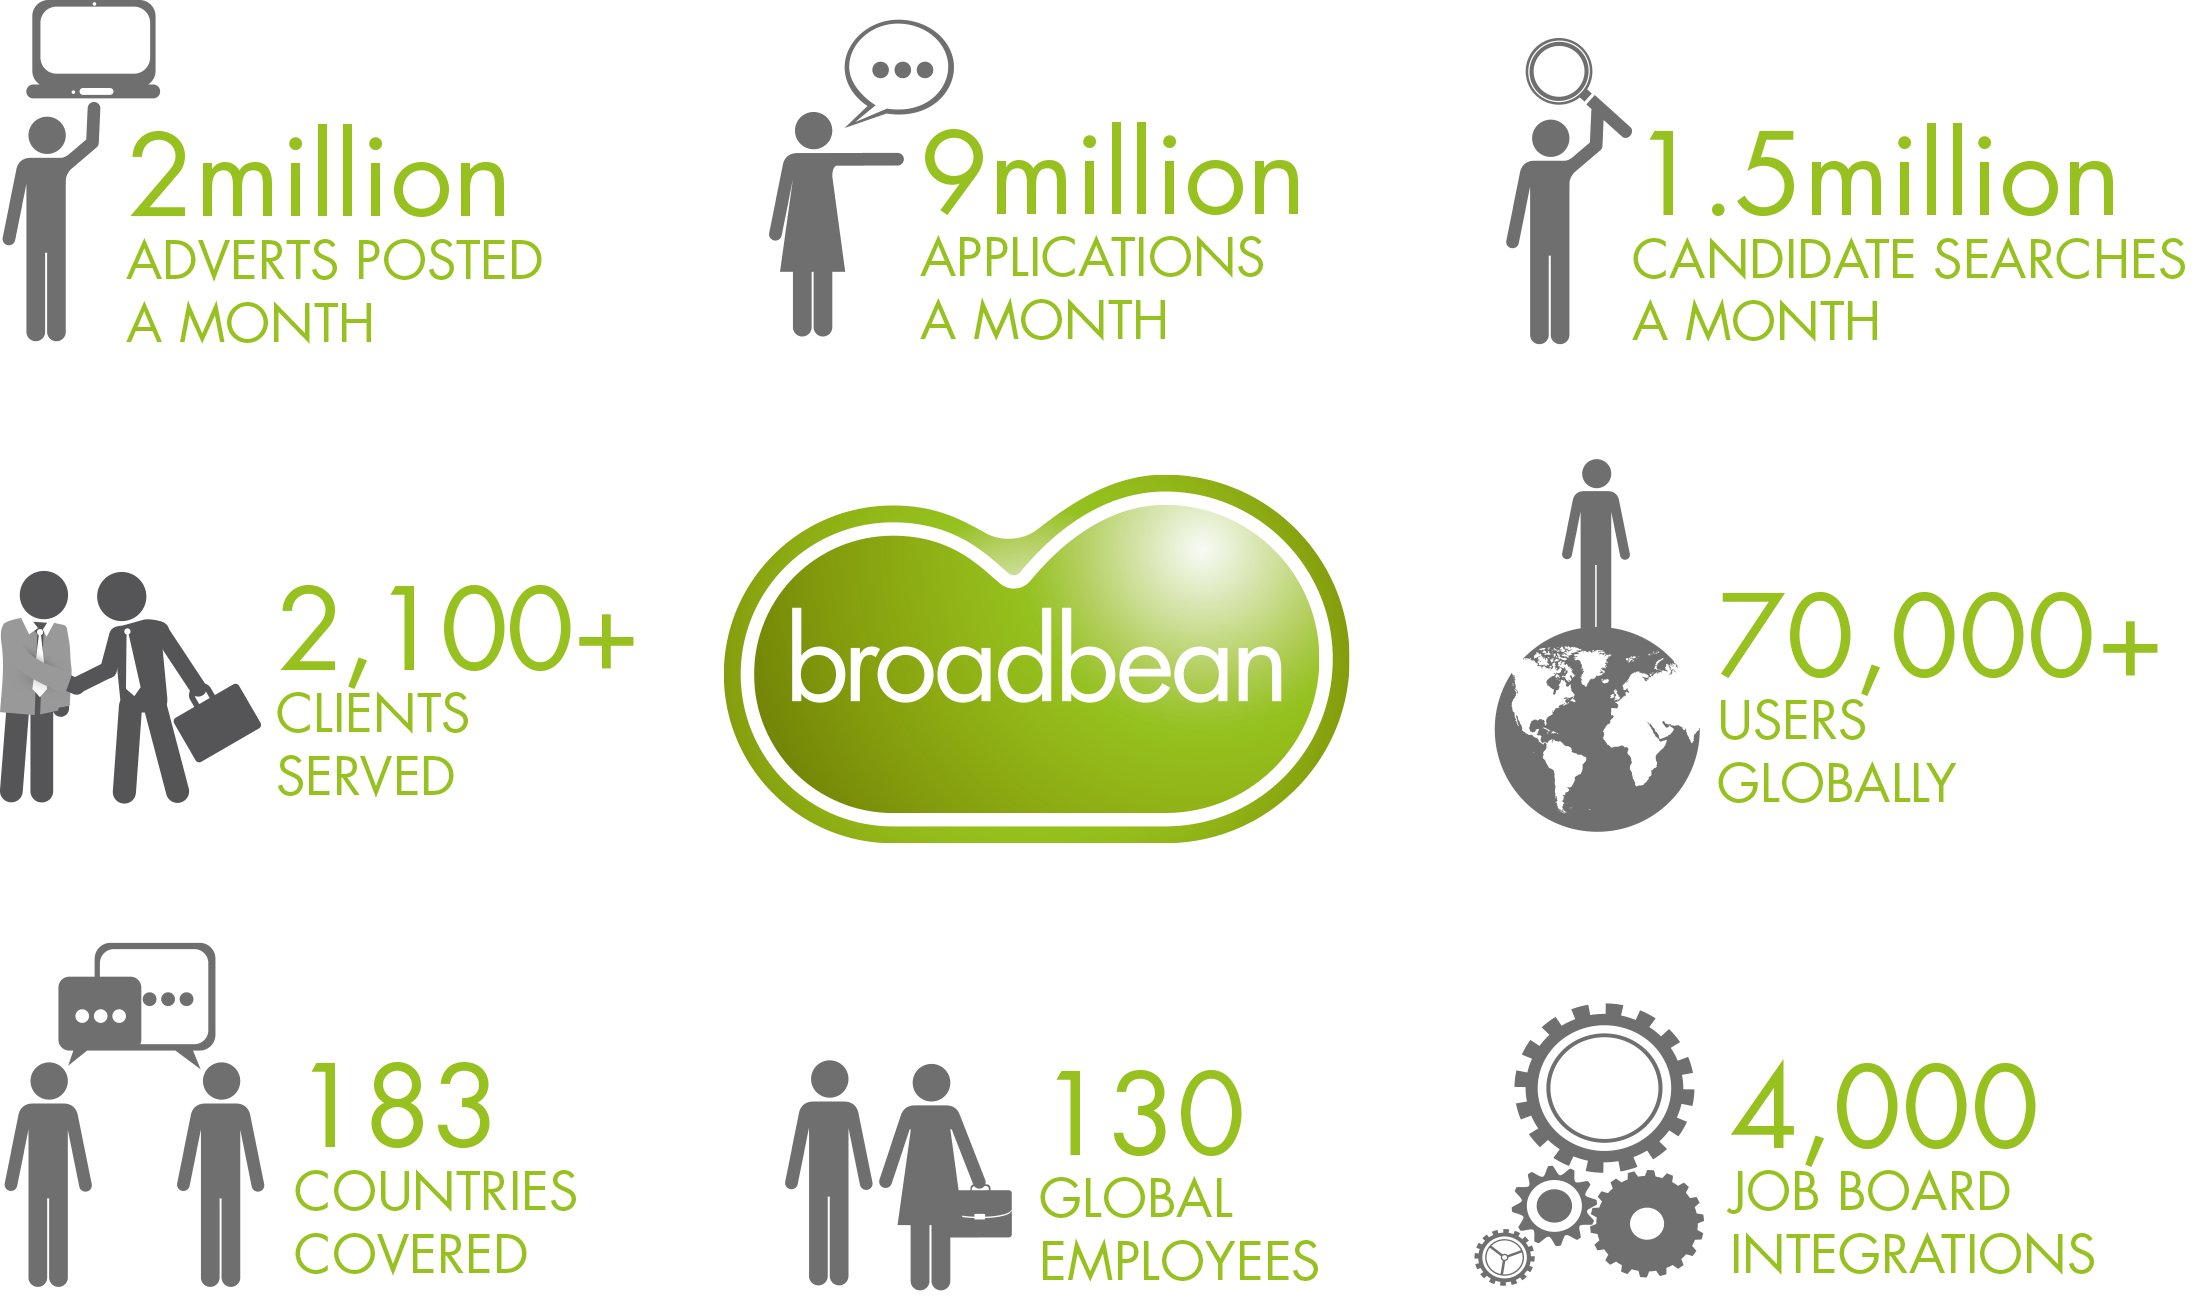 2million
ADVERTS POSTED
A MONTH
9million
APPLICATIONS
A MONTH
1.5million
CANDIDATE SEARCHES
A MONTH
2,100+
CLIENTS
SERVED
broadbean
70,000+
USERS
GLOBALLY
183
COUNTRIES
COVERED
130
GLOBAL
EMPLOYEES
4,000
JOB BOARD
INTEGRATIONS